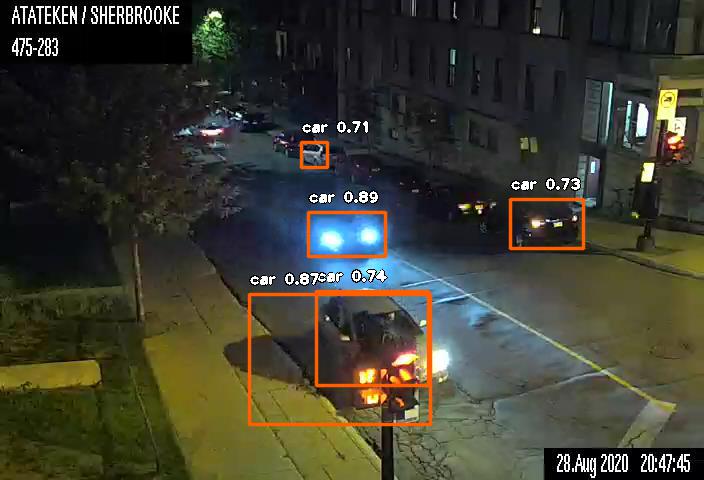 ATATEKEN / SHERBROOKE
475-283
car 0.71
car 0.73
car 0.89
car 0.87
car 0.74
28.Aug 2020 20:47:45